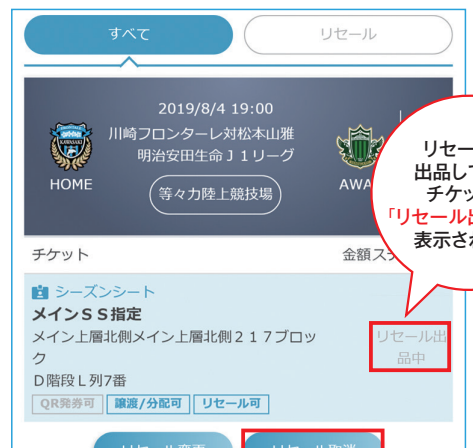 すべて
リセール
2019/8/4 19:00
川崎フロンターレ対松本山雅
明治安田生命Ｊ１リーグ
HOME
等々力陸上競技場
リセー
出品して
チケッ
「リセール出
表示され
チケット
金額
シーズンシート
メインＳＳ指定
メイン上層北側メイン上層北側２１７ブロッ
ク
Ｄ階段Ｌ列7番
リセール出
品中
QR発券可 譲渡/分配可 リセール可